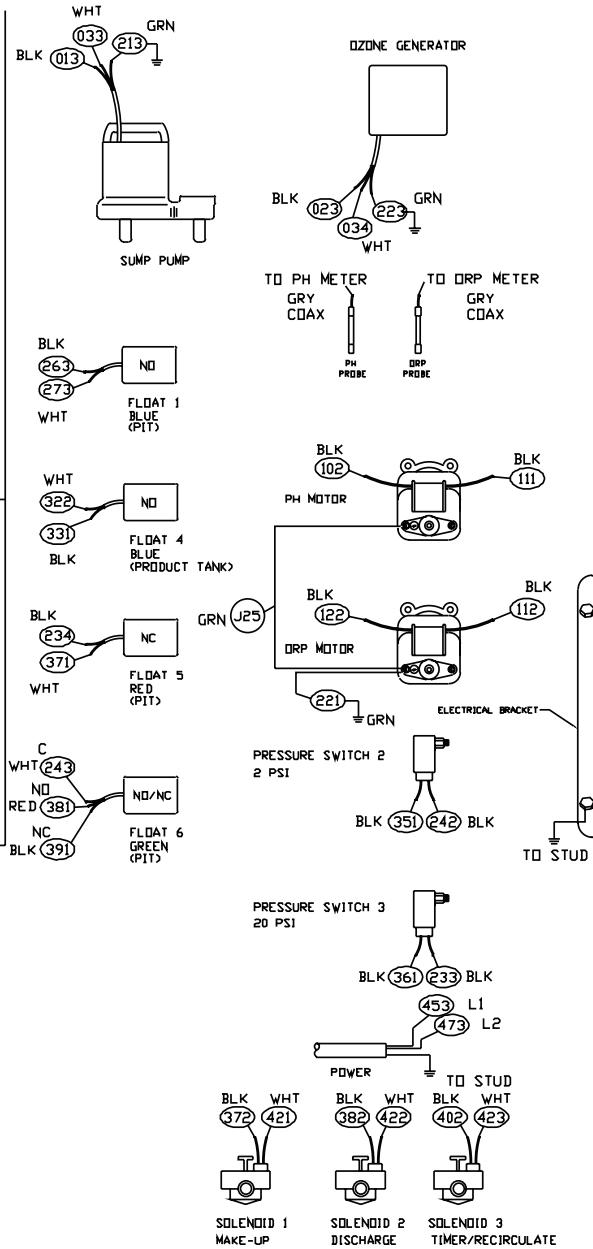 WHT
033
GRN
213
BLK
013
SUMP PUMP
OZONE GENERATOR
BLK
023
034
223
GRN
WHT
TO PH METER
GRY
COAX
PH
PROBE
TO ORP METER
GRY
COAX
ORP
PROBE
BLK
263
273
WHT
NO
FLOAT 1
BLUE
(PIT)
WHT
322
331
BLK
NO
FLOAT 4
BLUE
(PRODUCT TANK)
BLK
234
371
WHT
NC
FLOAT 5
RED
(PIT)
C
WHT 243
NO
RED 381
NC
BLK 391
NO/NC
FLOAT 6
GREEN
(PIT)
BLK
102
BLK
111
PH MOTOR
GRN J25
BLK
122
BLK
112
ORP MOTOR
221
GRN
ELECTRICAL BRACKET
TO STUD
PRESSURE SWITCH 2
2 PSI
BLK 351 242 BLK
PRESSURE SWITCH 3
20 PSI
BLK 361 233 BLK
453 L1
473 L2
POWER
TO STUD
BLK WHT
372 421
SOLENOID 1
MAKE-UP
BLK WHT
382 422
SOLENOID 2
DISCHARGE
BLK WHT
402 423
SOLENOID 3
TIMER/RECIRCULATE